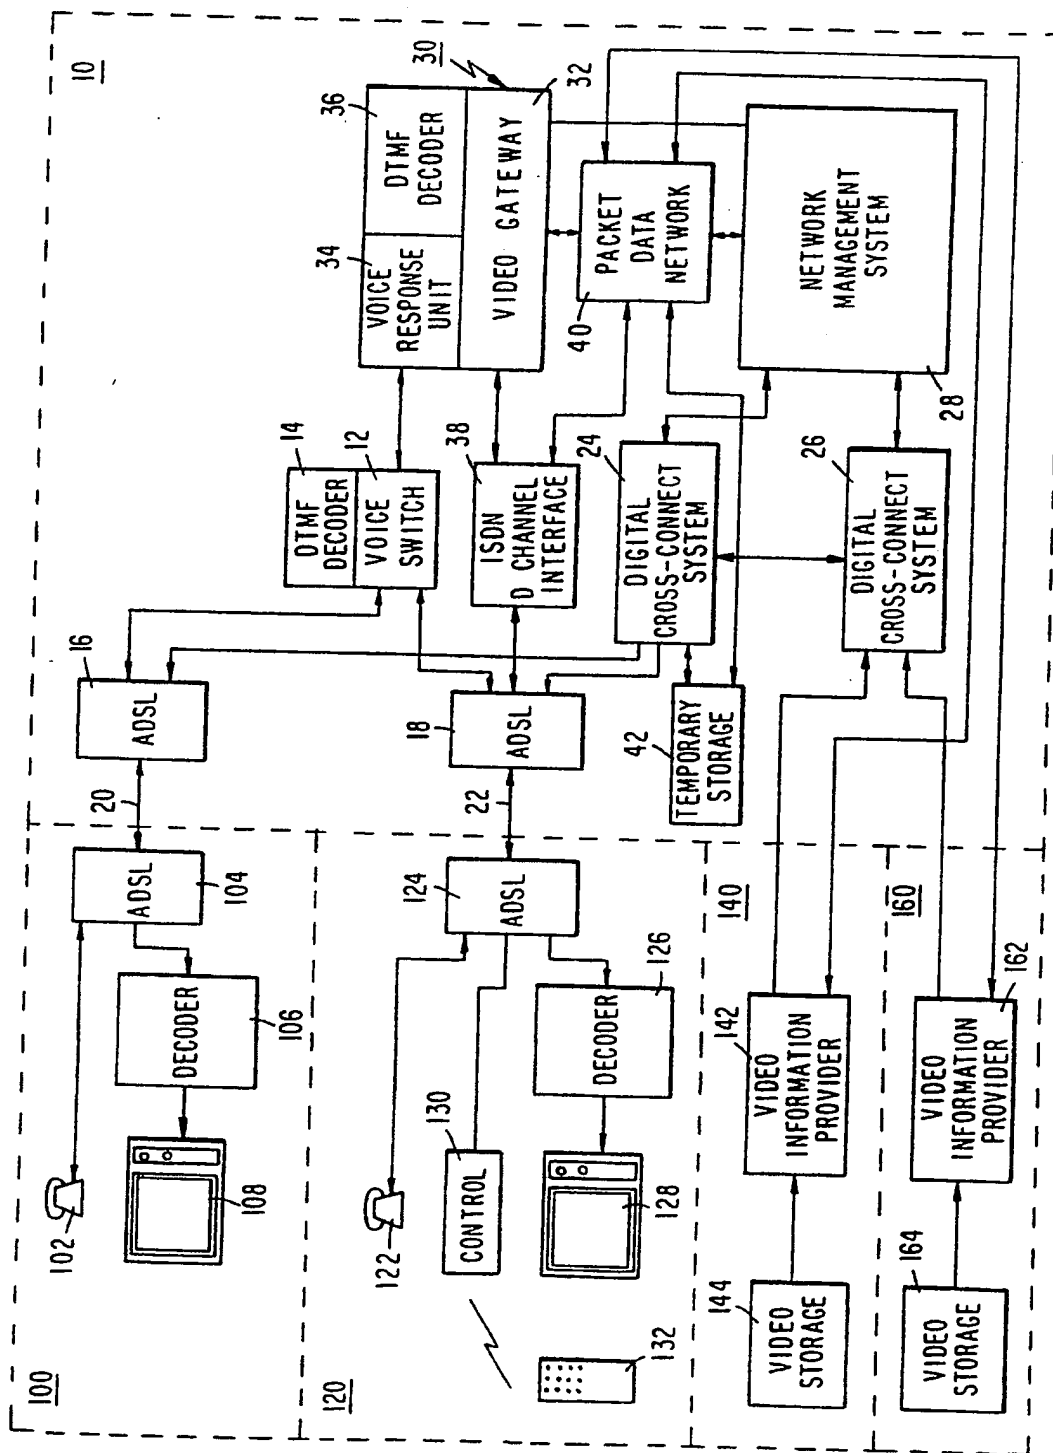 100
102
104
ADSL
20
16
ADSL
10
DECODER
106
108
120
122
124
ADSL
22
18
ADSL
14
DTMF
DECODER
12
VOICE
SWITCH
34
VOICE
RESPONSE
UNIT
36
DTMF
DECODER
30
VIDEO GATEWAY
32
130
CONTROL
132
DECODER
126
128
38
ISDN
D CHANNEL
INTERFACE
40
PACKET
DATA
NETWORK
24
DIGITAL
CROSS-CONNECT
SYSTEM
42
TEMPORARY
STORAGE
NETWORK
MANAGEMENT
SYSTEM
28
26
DIGITAL
CROSS-CONNECT
SYSTEM
140
142
VIDEO
INFORMATION
PROVIDER
144
VIDEO
STORAGE
160
162
VIDEO
INFORMATION
PROVIDER
164
VIDEO
STORAGE